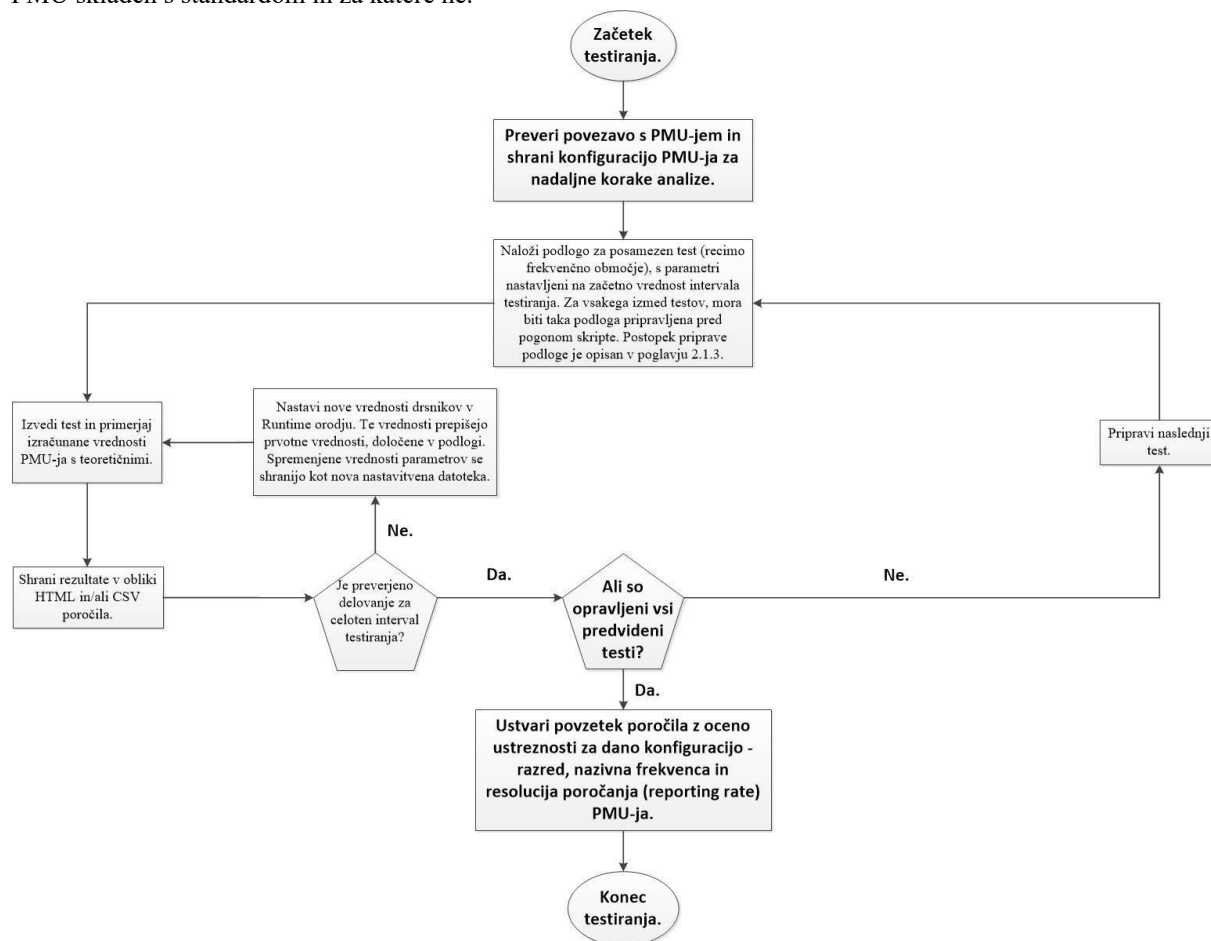 PMU skladen s standardom in za katere ne.
Začetek
testiranja.
Preveri povezavo s PMU-jem in
shrani konfiguracijo PMU-ja za
nadaljne korake analize.
Naloži podlogo za posamezen test (recimo
frekvenčno območje), s parametri
nastavljeni na začetno vrednost intervala
testiranja. Za vsakega izmed testov, mora
biti taka podloga pripravljena pred
pogonom skripte. Postopek priprave
podloge je opisan v poglavju 2.1.3.
Izvedi test in primerjaj
izračunane vrednosti
PMU-ja s teoretičnimi.
Nastavi nove vrednosti drsnikov v
Runtime orodju. Te vrednosti prepišejo
prvotne vrednosti, določene v podlogi.
Spremenjene vrednosti parametrov se
shranijo kot nova nastavitvena datoteka.
Pripravi naslednji
test.
Ne.
Shrani rezultate v obliki
HTML in/ali CSV
poročila.
Je preverjeno
delovanje za
celoten interval
testiranja?
Da.
Ali so
opravljeni vsi
predvideni
testi?
Ne.
Da.
Ustvari povzetek poročila z oceno
ustreznosti za dano konfiguracijo -
razred, nazivna frekvenca in
resolucija poročanja (reporting rate)
PMU-ja.
Konec
testiranja.